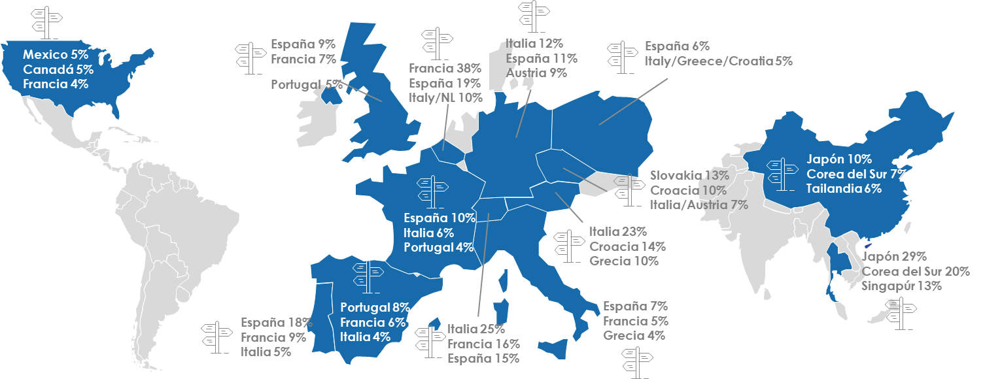 Mexico 5%
Canadá 5%
Francia 4%
España 9%
Francia 7%
Portugal 5%
Francia 38%
España 19%
Italy/NL 10%
Italia 12%
España 11%
Austria 9%
España 6%
Italy/Greece/Croatia 5%
Slovakia 13%
Croacia 10%
Italia/Austria 7%
Japón 10%
Corea del Sur 7%
Tailandia 6%
España 10%
Italia 6%
Portugal 4%
Italia 23%
Croacia 14%
Grecia 10%
Japón 29%
Corea del Sur 20%
Singapúr 13%
España 18%
Francia 9%
Italia 5%
Portugal 8%
Francia 6%
Italia 4%
Italia 25%
Francia 16%
España 15%
España 7%
Francia 5%
Grecia 4%